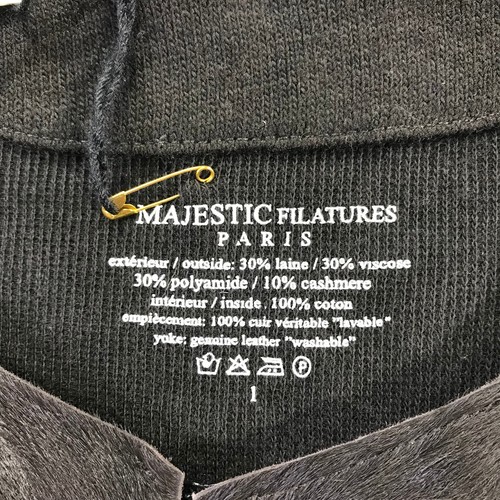 MAJESTIC FILATURES
PARIS
extérieur / outside: 30% laine / 30% viscose
30% polyamide / 10% cashmere
intérieur / inside 100% coton
empiècement: 100% cuir véritable "lavable"
yoke: genuine leather "washable"
P
1